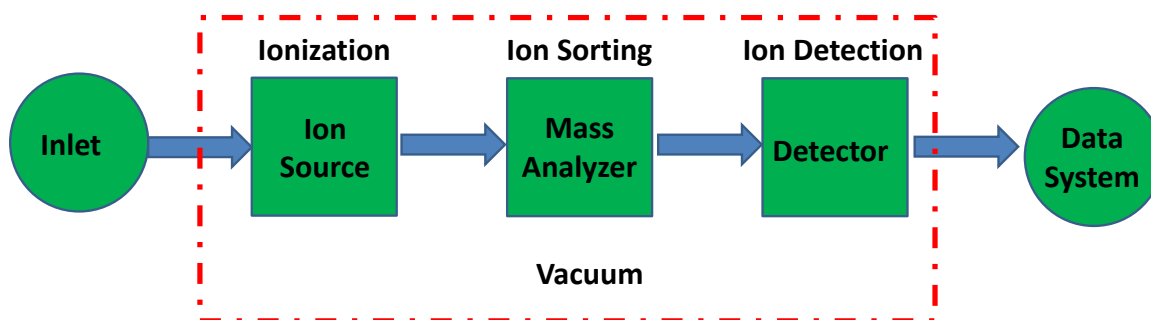 Ionization
Ion Sorting
Ion Detection
Inlet
Ion
Source
Mass
Analyzer
Detector
Data
System
Vacuum